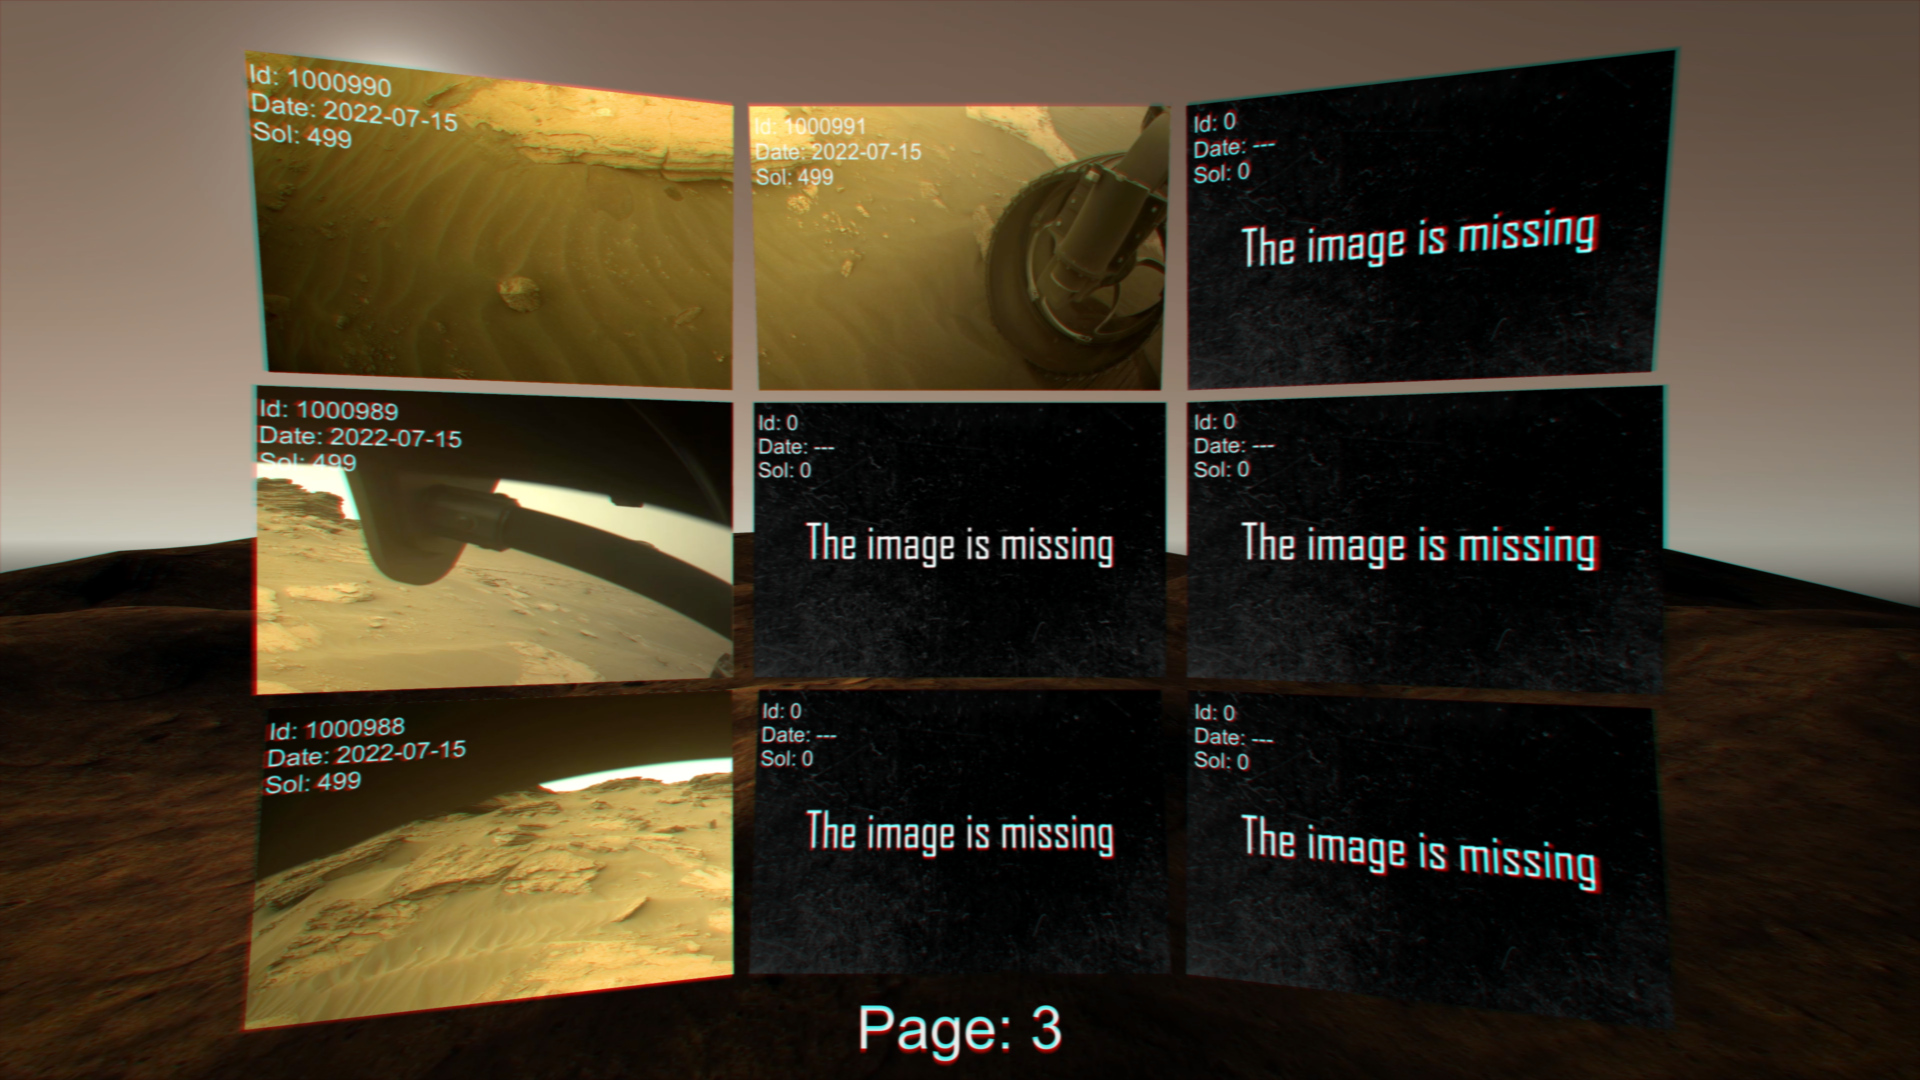 Id: 1000990
Date: 2022-07-15
Sol: 499
Id: 1000991
Date: 2022-07-15
Sol: 499
Id: 0
Date: ---
Sol: 0
The image is missing
Id: 1000989
Date: 2022-07-15
Sol: 499
Id: 0
Date: ---
Sol: 0
The image is missing
Id: 0
Date: ---
Sol: 0
The image is missing
Id: 1000988
Date: 2022-07-15
Sol: 499
Id: 0
Date: ---
Sol: 0
The image is missing
Id: 0
Date: ---
Sol: 0
The image is missing
Page: 3